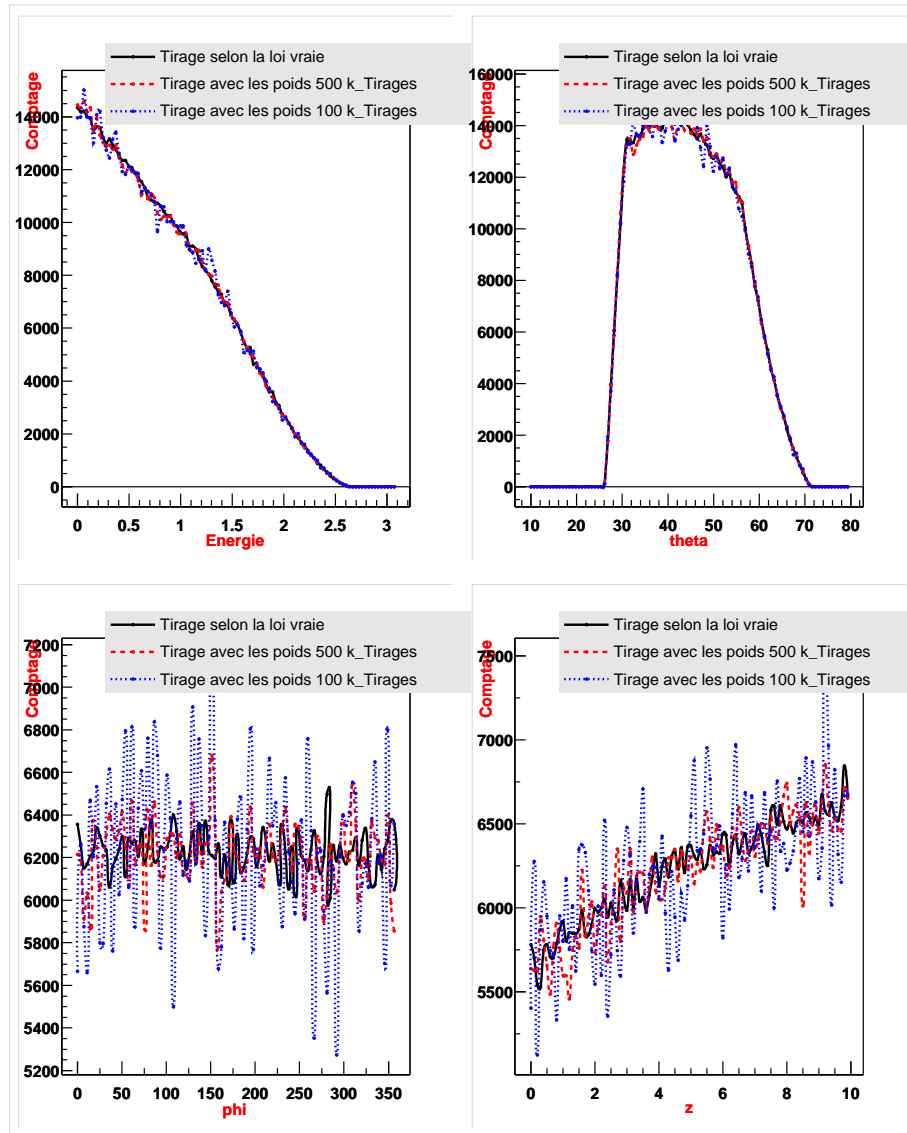 Tirage selon la loi vraie
Tirage avec les poids 500 k_Tirages
Tirage avec les poids 100 k_Tirages
Comptage
14000
12000
10000
8000
6000
4000
2000
0
0 0.5 1 1.5 2 2.5 3
Energie
Tirage selon la loi vraie
Tirage avec les poids 500 k_Tirages
Tirage avec les poids 100 k_Tirages
Comptage
16000
14000
12000
10000
8000
6000
4000
2000
0
10 20 30 40 50 60 70 80
theta
Tirage selon la loi vraie
Tirage avec les poids 500 k_Tirages
Tirage avec les poids 100 k_Tirages
Comptage
7200
7000
6800
6600
6400
6200
6000
5800
5600
5400
5200
0 50 100 150 200 250 300 350
phi
Tirage selon la loi vraie
Tirage avec les poids 500 k_Tirages
Tirage avec les poids 100 k_Tirages
Comptage
7500
7000
6500
6000
5500
0 2 4 6 8 10
z